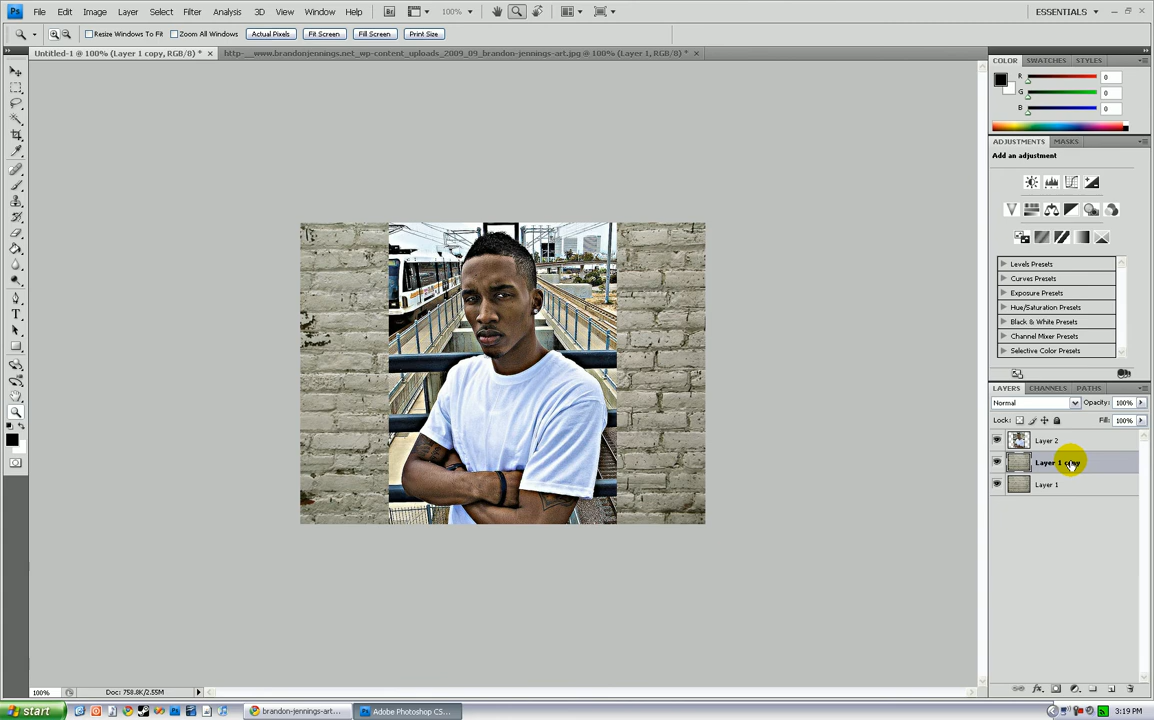 Ps File Edit Image Layer Select Filter Analysis 3D View Window Help Br 100% ESSENTIALS
Resize Windows To Fit Zoom All Windows Actual Pixels Fit Screen Fill Screen Print Size
Untitled-1 @ 100% (Layer 1 copy, RGB/8) * × http-__www.brandonjennings.net_wp-content_uploads_2009_09_brandon-jennings-art.jpg @ 100% (Layer 1, RGB/8) * ×
COLOR SWATCHES STYLES
R 0
G 0
B 0
ADJUSTMENTS MASKS
Add an adjustment
Levels Presets
Curves Presets
Exposure Presets
Hue/Saturation Presets
Black & White Presets
Channel Mixer Presets
Selective Color Presets
LAYERS CHANNELS PATHS
Normal Opacity: 100%
Lock: Fill: 100%
Layer 2
Layer 1 copy
Layer 1
100% Doc: 758.8K/2.55M
start brandon-jennings-art... Adobe Photoshop CS... 3:19 PM